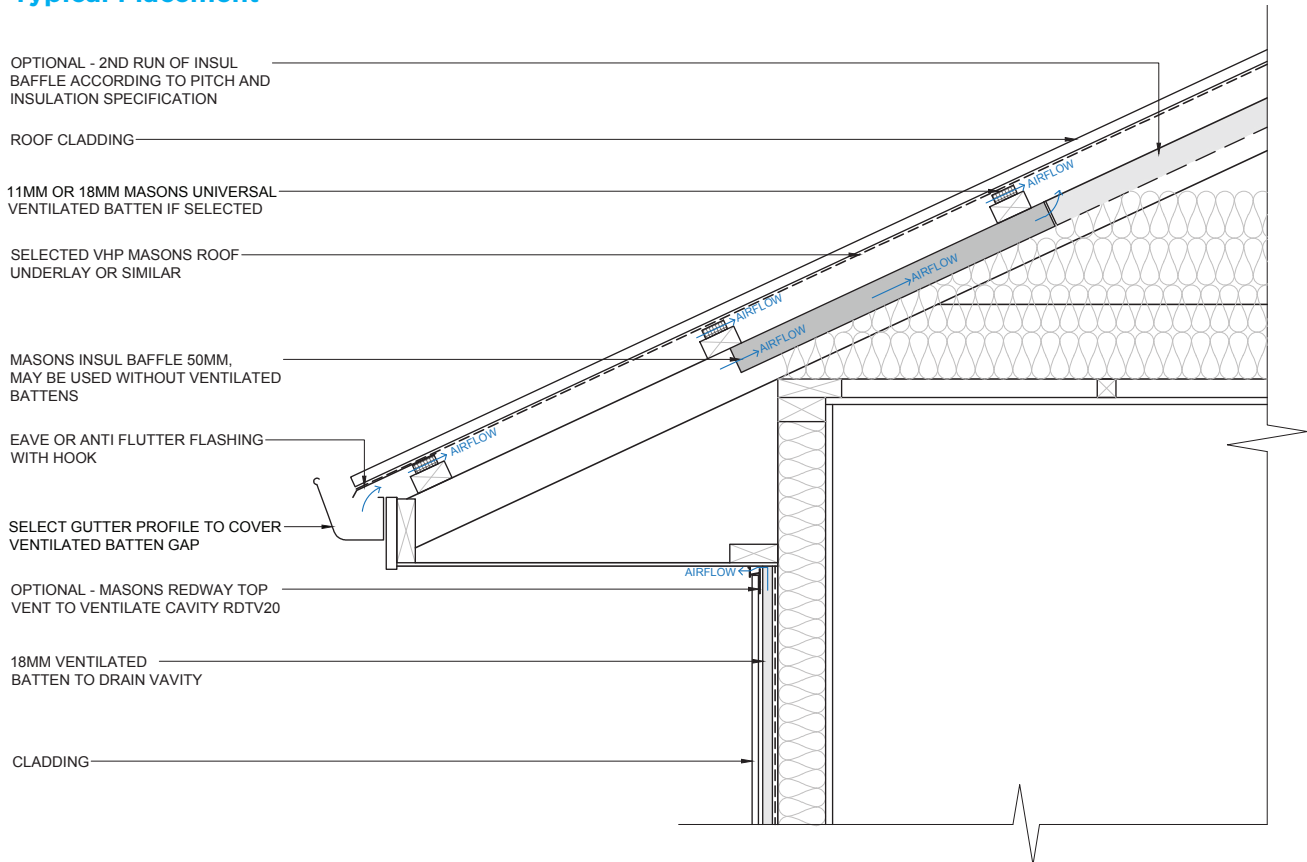 Typical Placement
OPTIONAL - 2ND RUN OF INSUL
BAFFLE ACCORDING TO PITCH AND
INSULATION SPECIFICATION
ROOF CLADDING
11MM OR 18MM MASONS UNIVERSAL
VENTILATED BATTEN IF SELECTED
SELECTED VHP MASONS ROOF
UNDERLAY OR SIMILAR
MASONS INSUL BAFFLE 50MM,
MAY BE USED WITHOUT VENTILATED
BATTENS
EAVE OR ANTI FLUTTER FLASHING
WITH HOOK
SELECT GUTTER PROFILE TO COVER
VENTILATED BATTEN GAP
OPTIONAL - MASONS REDWAY TOP
VENT TO VENTILATE CAVITY RDTV20
18MM VENTILATED
BATTEN TO DRAIN VAVITY
CLADDING
AIRFLOW
AIRFLOW
AIRFLOW
AIRFLOW
AIRFLOW
AIRFLOW